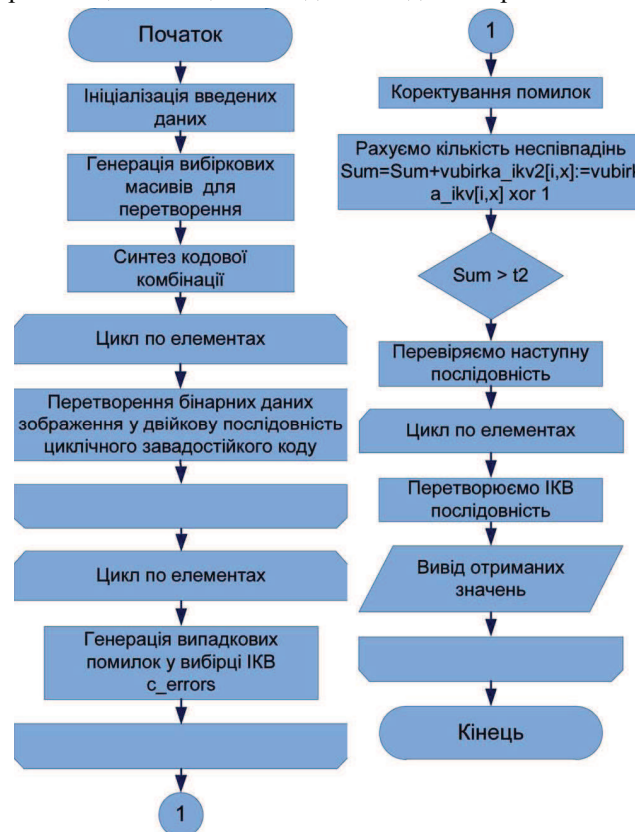 Початок
Ініціалізація введених
даних
Генерація вибіркових
масивів для
перетворення
Синтез кодової
комбінації
Цикл по елементах
Перетворення бінарних даних
зображення у двійкову послідовність
циклічного завадостійкого коду
Цикл по елементах
Генерація випадкових
помилок у вибірці ІКВ
c_errors
1
1
Коректування помилок
Рахуємо кількість неспівпадінь
Sum=Sum+vubirka_ikv2[i,x]:=vubirk
a_ikv[i,x] xor 1
Sum > t2
Перевіряємо наступну
послідовність
Цикл по елементах
Перетворюємо ІКВ
послідовність
Вивід отриманих
значень
Кінець